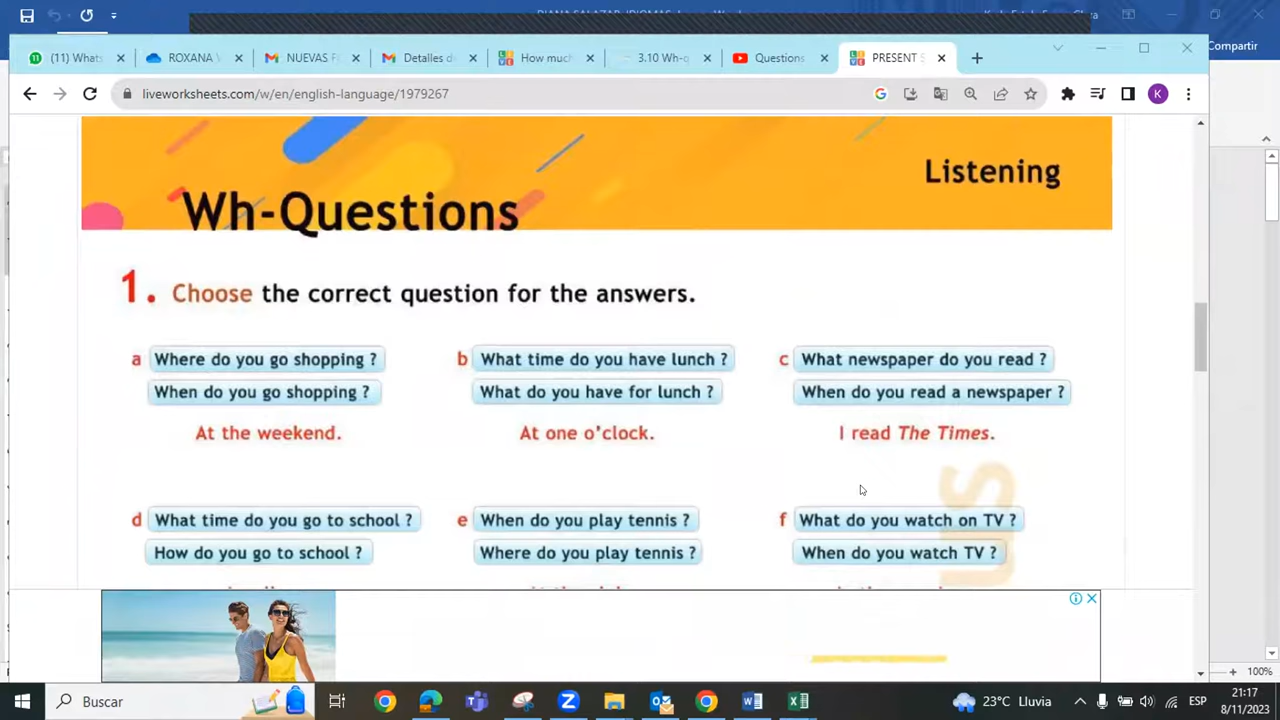 Compartir
(11) Whats
ROXANA
NUEVAS F
Detalles d
How much
3.10 Wh-q
Questions
PRESENT S
liveworksheets.com/w/en/english-language/1979267
K
Listening
Wh-Questions
1. Choose the correct question for the answers.
a Where do you go shopping ?
When do you go shopping ?
At the weekend.
b What time do you have lunch ?
What do you have for lunch ?
At one o'clock.
c What newspaper do you read ?
When do you read a newspaper ?
I read The Times.
d What time do you go to school ?
How do you go to school ?
e When do you play tennis ?
Where do you play tennis ?
f What do you watch on TV ?
When do you watch TV ?
100%
Buscar
23°C Lluvia
ESP
21:17
8/11/2023